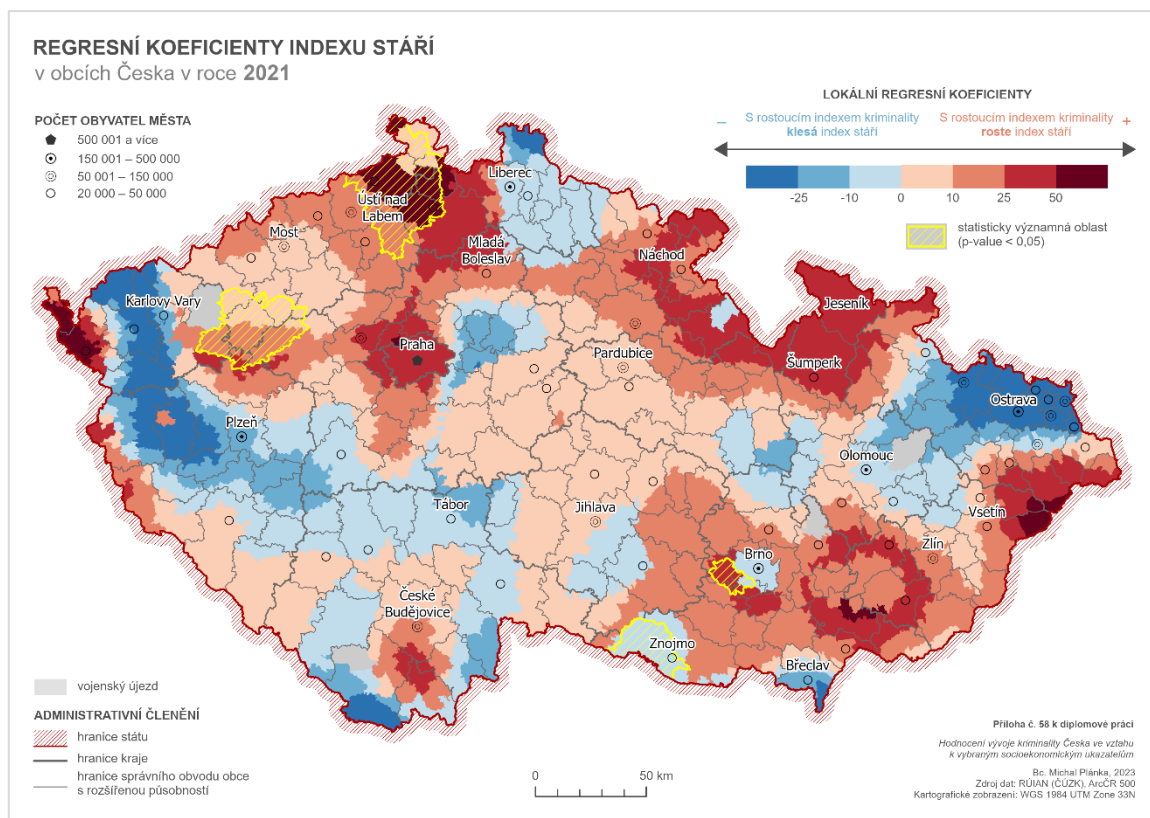 REGRESNÍ KOEFICIENTY INDEXU STÁŘÍ
v obcích Česka v roce 2021
POČET OBYVATEL MĚSTA
500 001 a více
150 001 – 500 000
50 001 – 150 000
20 000 – 50 000
LOKÁLNÍ REGRESNÍ KOEFICIENTY
– S rostoucím indexem kriminality klesá index stáří
S rostoucím indexem kriminality roste index stáří +
-25 -10 0 10 25 50
statisticky významná oblast
(p-value < 0,05)
Liberec
Ústí nad
Labem
Most
Mladá
Boleslav
Náchod
Karlovy Vary
Jeseník
Praha
Pardubice
Šumperk
Plzeň
Ostrava
Olomouc
Tábor
Jihlava
Vsetín
Zlín
Brno
České
Budějovice
Znojmo
Břeclav
vojenský újezd
ADMINISTRATIVNÍ ČLENĚNÍ
hranice státu
hranice kraje
hranice správního obvodu obce
s rozšířenou působností
0 50 km
Příloha č. 58 k diplomové práci
Hodnocení vývoje kriminality Česka ve vztahu
k vybraným socioekonomickým ukazatelům
Bc. Michal Plánka, 2023
Zdroj dat: RÚIAN (ČÚZK), ArcČR 500
Kartografické zobrazení: WGS 1984 UTM Zone 33N